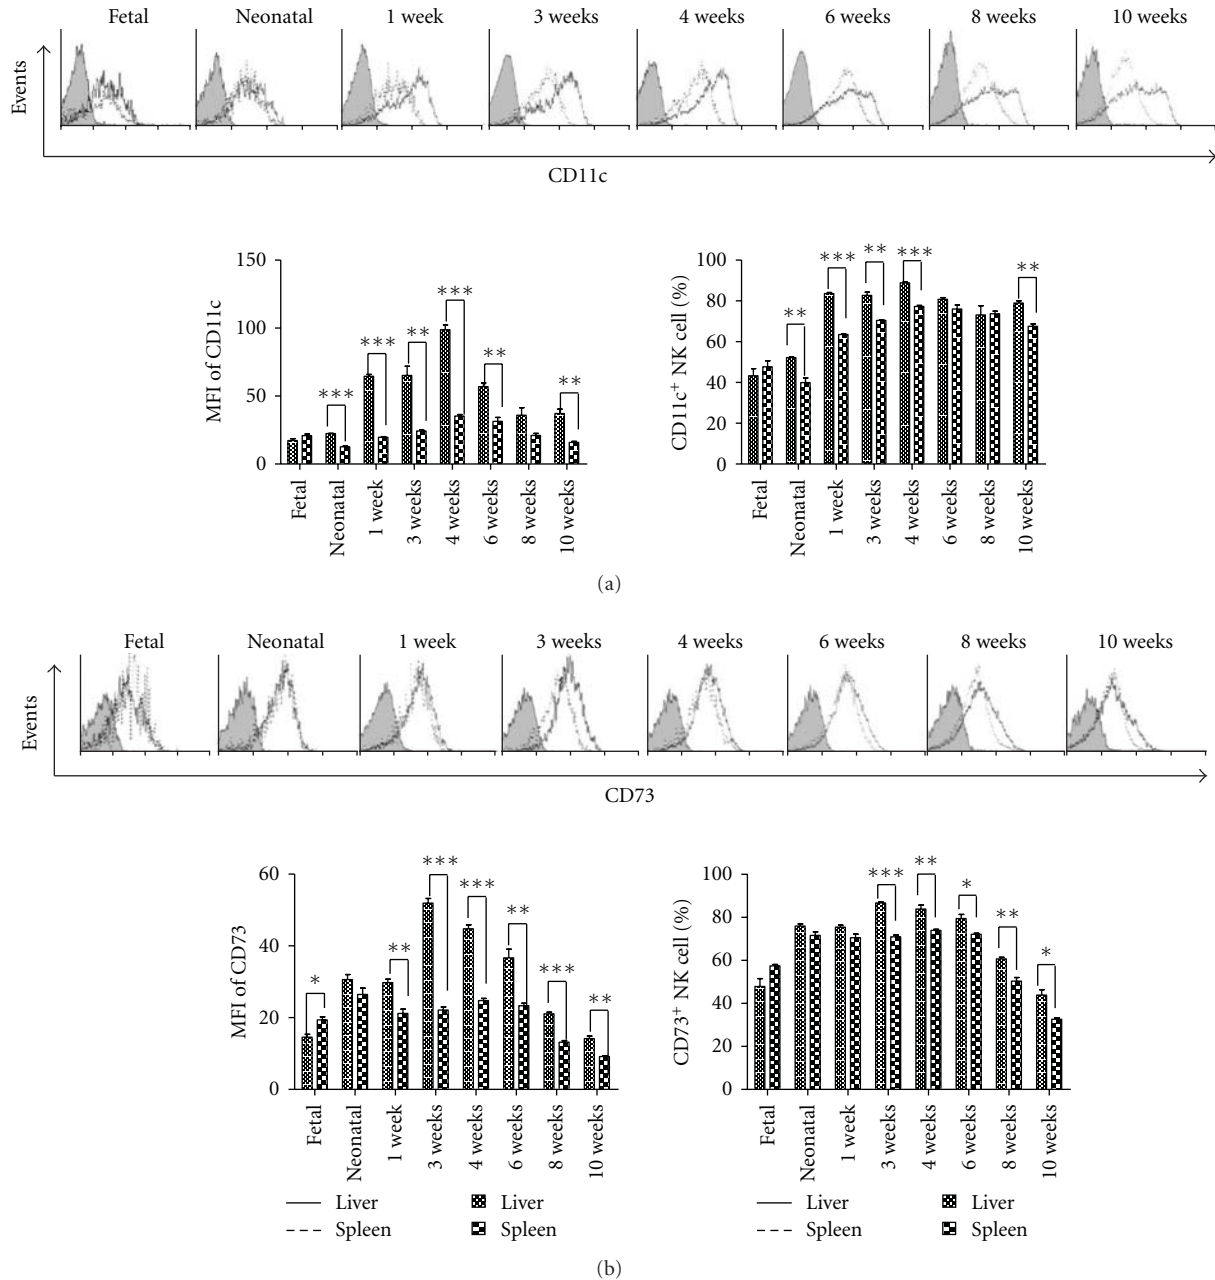 Fetal Neonatal 1 week 3 weeks 4 weeks 6 weeks 8 weeks 10 weeks
Events
CD11c
MFI of CD11c
150
100
50
0
*** *** ** *** ** **
Fetal Neonatal 1 week 3 weeks 4 weeks 6 weeks 8 weeks 10 weeks
CD11c+ NK cell (%)
100
80
60
40
20
0
** *** ** *** **
Fetal Neonatal 1 week 3 weeks 4 weeks 6 weeks 8 weeks 10 weeks
(a)
Fetal Neonatal 1 week 3 weeks 4 weeks 6 weeks 8 weeks 10 weeks
Events
CD73
MFI of CD73
60
40
20
0
* ** *** *** ** *** **
Fetal Neonatal 1 week 3 weeks 4 weeks 6 weeks 8 weeks 10 weeks
Liver Liver
Spleen Spleen
CD73+ NK cell (%)
100
80
60
40
20
0
*** ** * ** *
Fetal Neonatal 1 week 3 weeks 4 weeks 6 weeks 8 weeks 10 weeks
Liver Liver
Spleen Spleen
(b)